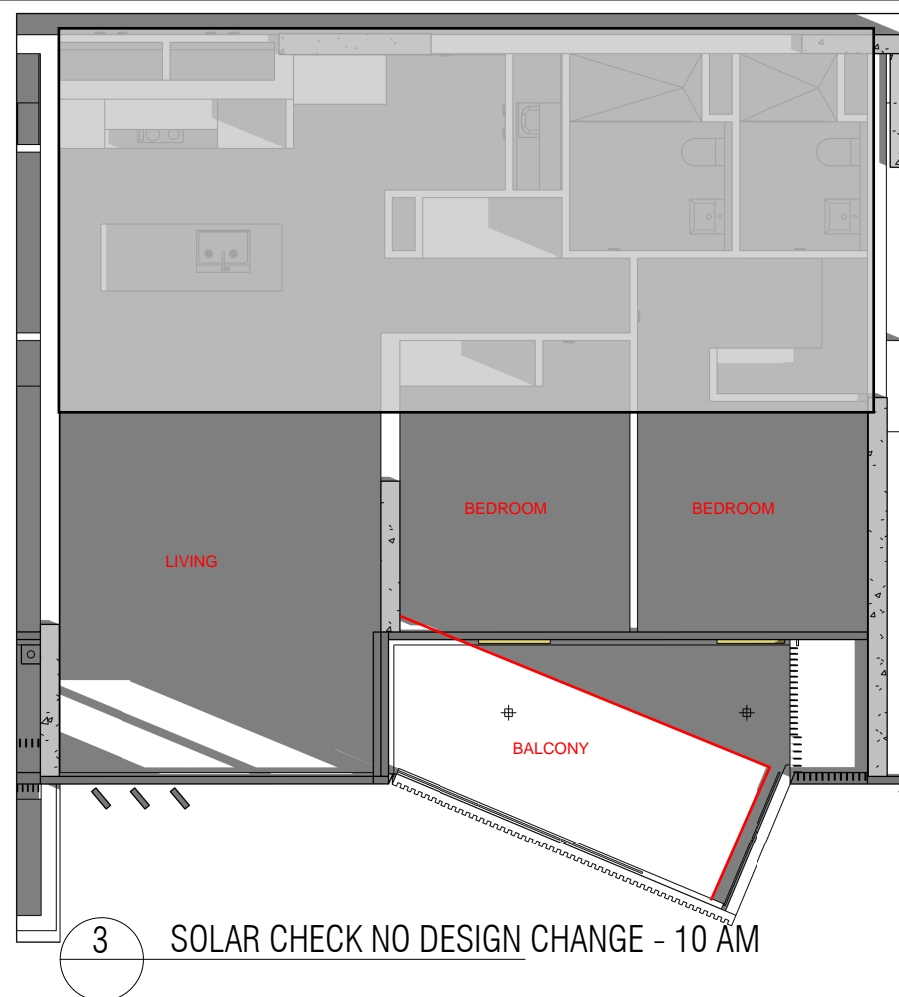 BEDROOM
BEDROOM
LIVING
BALCONY
3
SOLAR CHECK NO DESIGN CHANGE - 10 AM